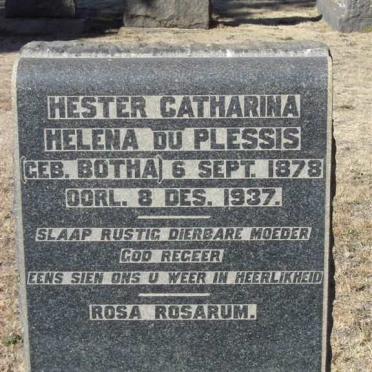 HESTER CATHARINA
HELENA DU PLESSIS
(GEB. BOTHA) 6 SEPT. 1878
OORL. 8 DES. 1937.
SLAAP RUSTIG DIERBARE MOEDER
GOD REGEER
EENS SIEN ONS U WEER IN HEERLIKHEID
ROSA ROSARUM.